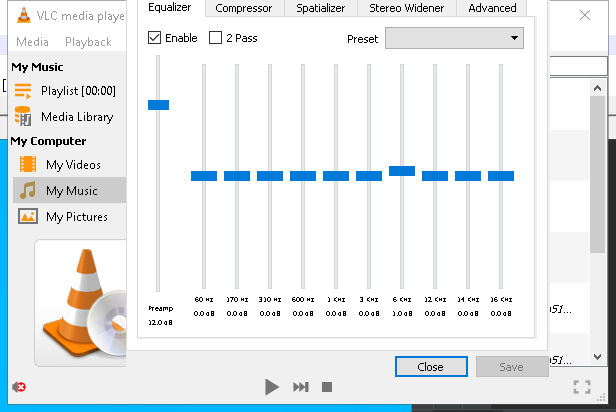 VLC media playe
Media Playback
My Music
Playlist [00:00]
Media Library
My Computer
My Videos
My Music
My Pictures
Equalizer Compressor Spatializer Stereo Widener Advanced
Enable 2 Pass Preset
Preamp
12.0 dB
60 Hz 170 Hz 310 Hz 600 Hz 1 KHz 3 KHz 6 KHz 12 KHz 14 KHz 16 KHz
0.0 dB 0.0 dB 0.0 dB 0.0 dB 0.0 dB 0.0 dB 1.0 dB 0.0 dB 0.0 dB 0.0 dB
Close Save
51...
51...